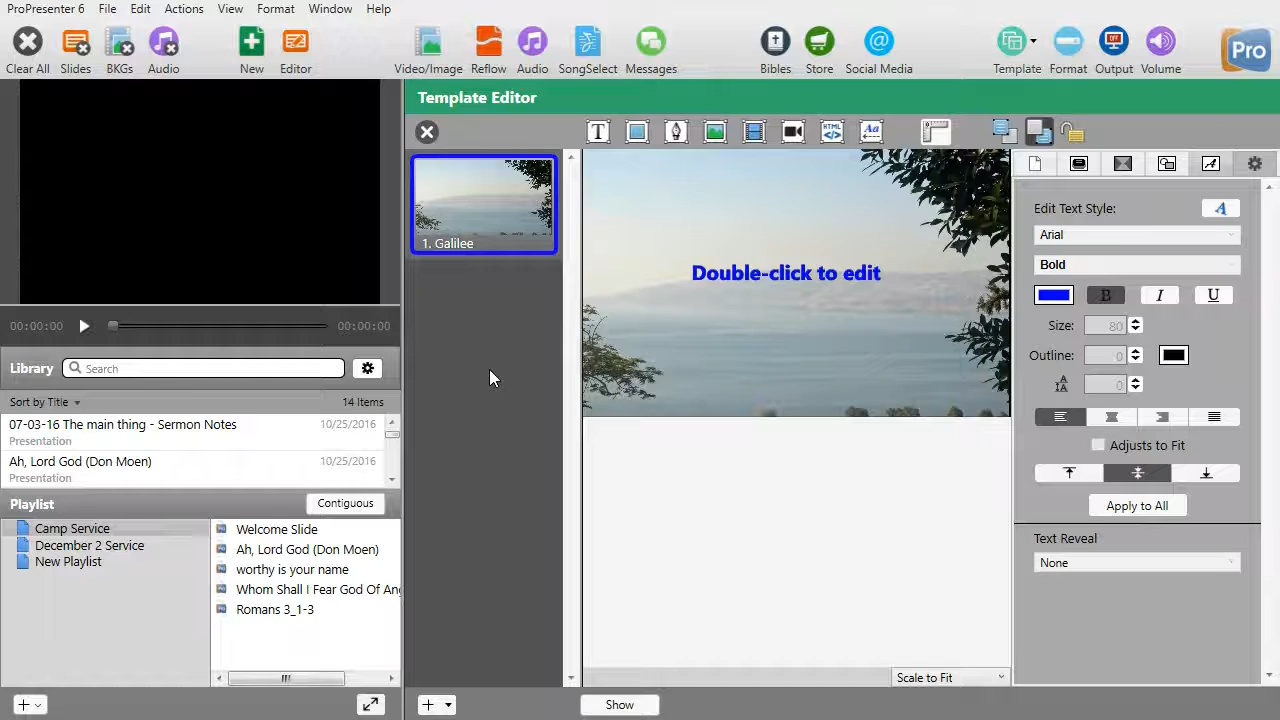 ProPresenter 6 File Edit Actions View Format Window Help
Clear All Slides BKGs Audio New Editor Video/Image Reflow Audio SongSelect Messages Bibles Store Social Media Template Format Output Volume
Pro
Template Editor
T HTML Aa
1. Galilee
Double-click to edit
Edit Text Style: A
Arial
Bold
B I U
Size: 80
Outline: 0
0
Adjusts to Fit
Apply to All
Text Reveal
None
00:00:00 00:00:00
Library Search
Sort by Title 14 Items
07-03-16 The main thing - Sermon Notes 10/25/2016
Presentation
Ah, Lord God (Don Moen) 10/25/2016
Presentation
Playlist Contiguous
Camp Service
December 2 Service
New Playlist
Welcome Slide
Ah, Lord God (Don Moen)
worthy is your name
Whom Shall I Fear God Of Ang
Romans 3_1-3
Scale to Fit
Show